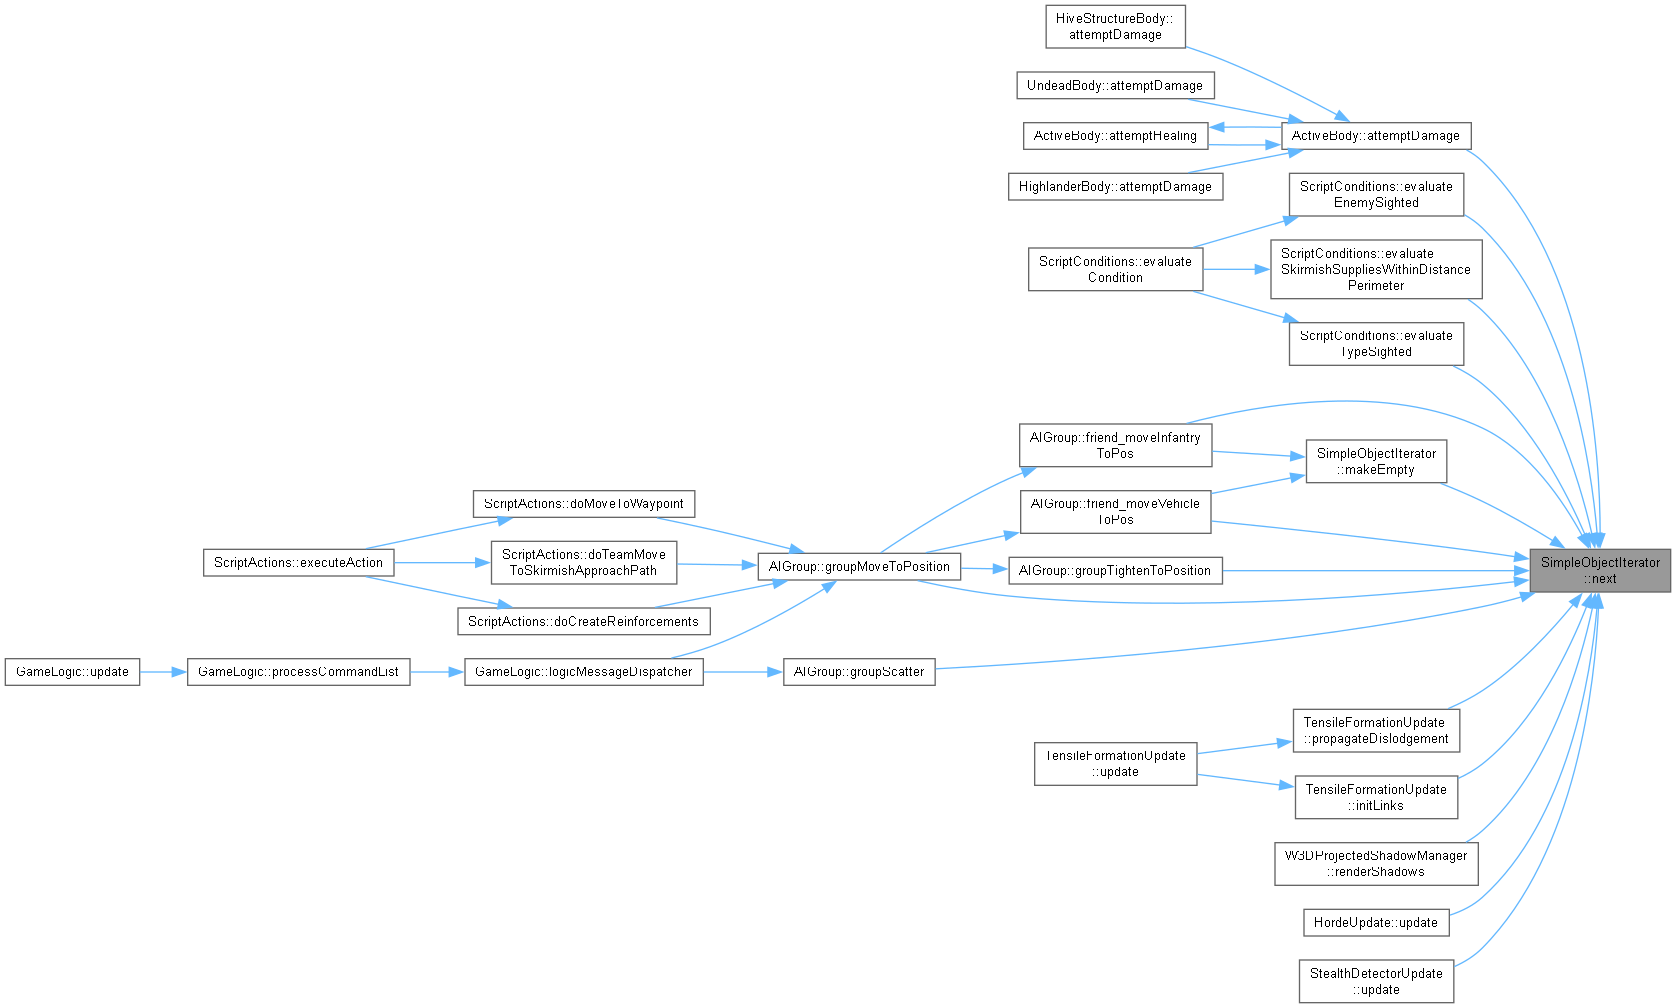 HiveStructureBody::
attemptDamage
UndeadBody::attemptDamage
ActiveBody::attemptHealing
ActiveBody::attemptDamage
HighlanderBody::attemptDamage
ScriptConditions::evaluate
EnemySighted
ScriptConditions::evaluate
Condition
ScriptConditions::evaluate
SkirmishSuppliesWithinDistance
Perimeter
ScriptConditions::evaluate
TypeSighted
AIGroup::friend_moveInfantry
ToPos
SimpleObjectIterator
::makeEmpty
ScriptActions::doMoveToWaypoint
AIGroup::friend_moveVehicle
ToPos
ScriptActions::executeAction
ScriptActions::doTeamMove
ToSkirmishApproachPath
AIGroup::groupMoveToPosition
AIGroup::groupTightenToPosition
SimpleObjectIterator
::next
ScriptActions::doCreateReinforcements
GameLogic::update
GameLogic::processCommandList
GameLogic::logicMessageDispatcher
AIGroup::groupScatter
TensileFormationUpdate
::propagateDislodgement
TensileFormationUpdate
::update
TensileFormationUpdate
::initLinks
W3DProjectedShadowManager
::renderShadows
HordeUpdate::update
StealthDetectorUpdate
::update